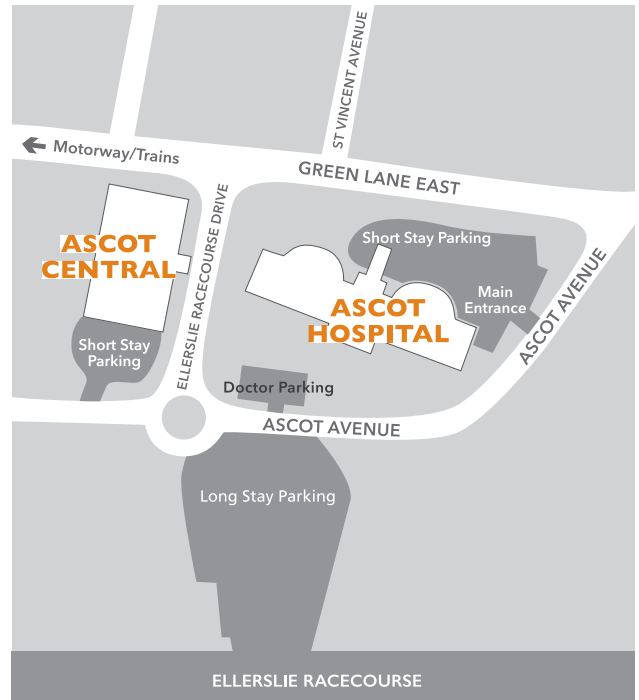 ST VINCENT AVENUE
Motorway/Trains
GREEN LANE EAST
ELLERSLIE RACECOURSE DRIVE
ASCOT
CENTRAL
Short Stay Parking
Main
Entrance
ASCOT AVENUE
ASCOT
HOSPITAL
Short Stay
Parking
Doctor Parking
ASCOT AVENUE
Long Stay Parking
ELLERSLIE RACECOURSE